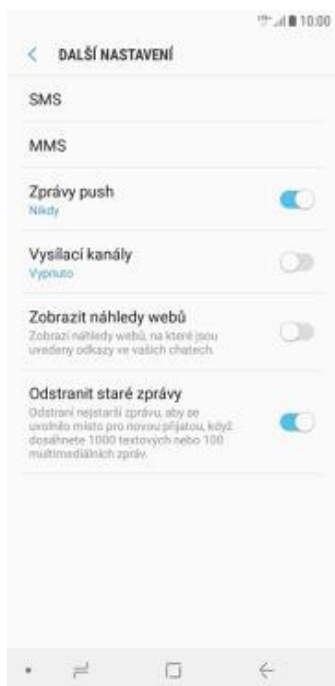 10:00
DALŠÍ NASTAVENÍ
SMS
MMS
Zprávy push
Nikdy
Vysílací kanály
Vypnuto
Zobrazit náhledy webů
Zobrazí náhledy webů, na které jsou
uvedeny odkazy ve vašich chatech.
Odstranit staré zprávy
Odstraní nejstarší zprávu, aby se
uvolnilo místo pro novou přijatou, když
dosáhnete 1000 textových nebo 100
multimediálních zpráv.